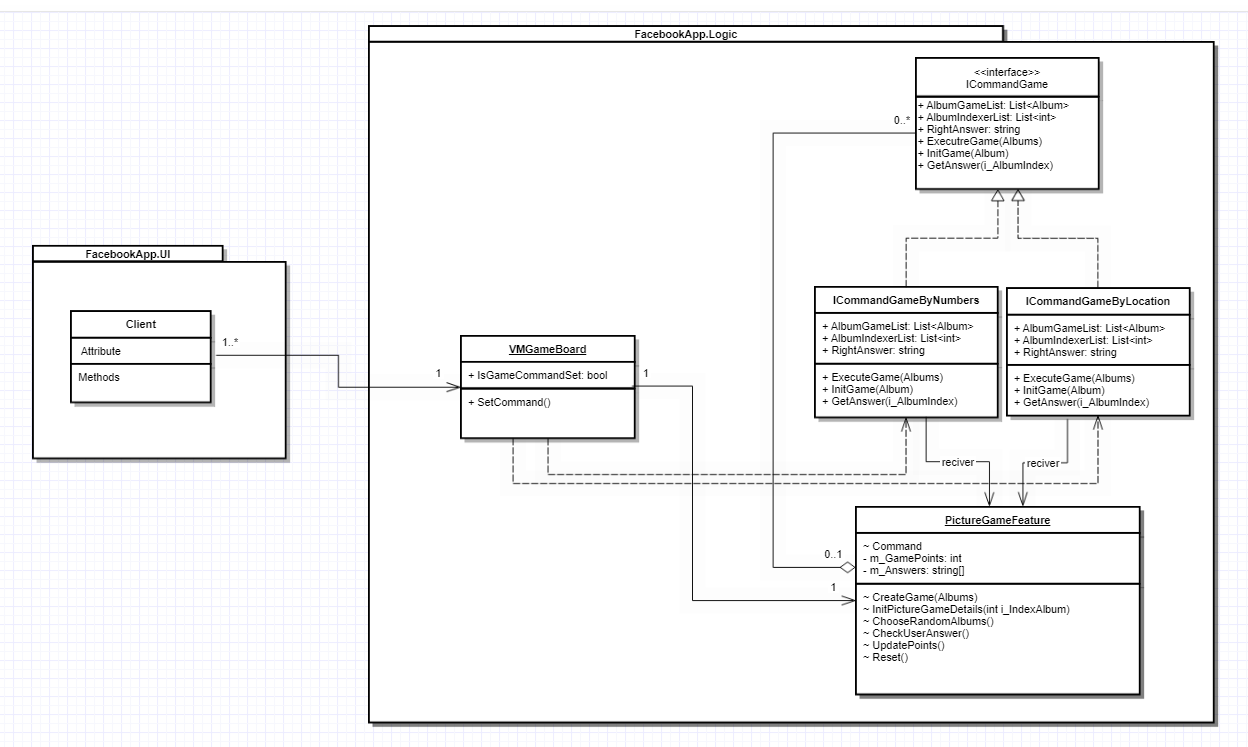 FacebookApp.Logic
<<interface>>
ICommandGame
+ AlbumGameList: List<Album>
+ AlbumIndexerList: List<int>
+ RightAnswer: string
+ ExecutreGame(Albums)
+ InitGame(Album)
+ GetAnswer(i_AlbumIndex)
0..*
FacebookApp.UI
Client
Attribute
Methods
1..*
1
VMGameBoard
+ IsGameCommandSet: bool
+ SetCommand()
1
ICommandGameByNumbers
+ AlbumGameList: List<Album>
+ AlbumIndexerList: List<int>
+ RightAnswer: string
+ ExecuteGame(Albums)
+ InitGame(Album)
+ GetAnswer(i_AlbumIndex)
ICommandGameByLocation
+ AlbumGameList: List<Album>
+ AlbumIndexerList: List<int>
+ RightAnswer: string
+ ExecuteGame(Albums)
+ InitGame(Album)
+ GetAnswer(i_AlbumIndex)
reciver
reciver
0..1
1
PictureGameFeature
~ Command
- m_GamePoints: int
- m_Answers: string[]
~ CreateGame(Albums)
~ InitPictureGameDetails(int i_IndexAlbum)
~ ChooseRandomAlbums()
~ CheckUserAnswer()
~ UpdatePoints()
~ Reset()